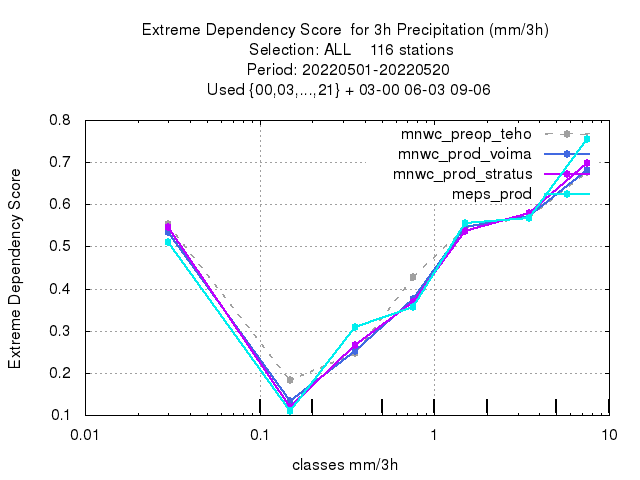 Extreme Dependency Score  for 3h Precipitation (mm/3h)
Selection: ALL    116 stations
Period: 20220501-20220520
Used {00,03,...,21} + 03-00 06-03 09-06
mnwc_preop_teho
mnwc_prod_voima
mnwc_prod_stratus
meps_prod
Extreme Dependency Score
0.8
0.7
0.6
0.5
0.4
0.3
0.2
0.1
0.01
0.1
1
10
classes mm/3h